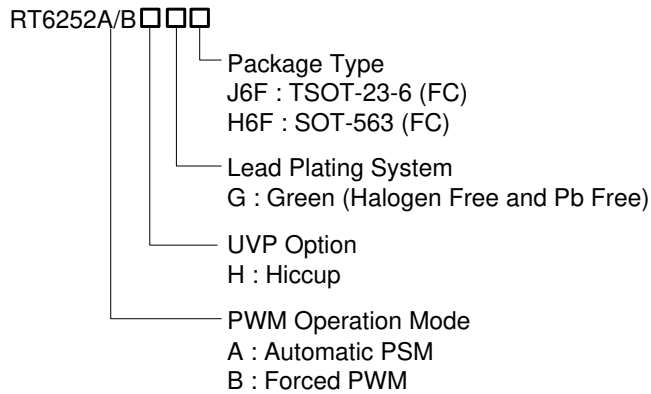 RT6252A/B
Package Type
J6F : TSOT-23-6 (FC)
H6F : SOT-563 (FC)
Lead Plating System
G : Green (Halogen Free and Pb Free)
UVP Option
H : Hiccup
PWM Operation Mode
A : Automatic PSM
B : Forced PWM